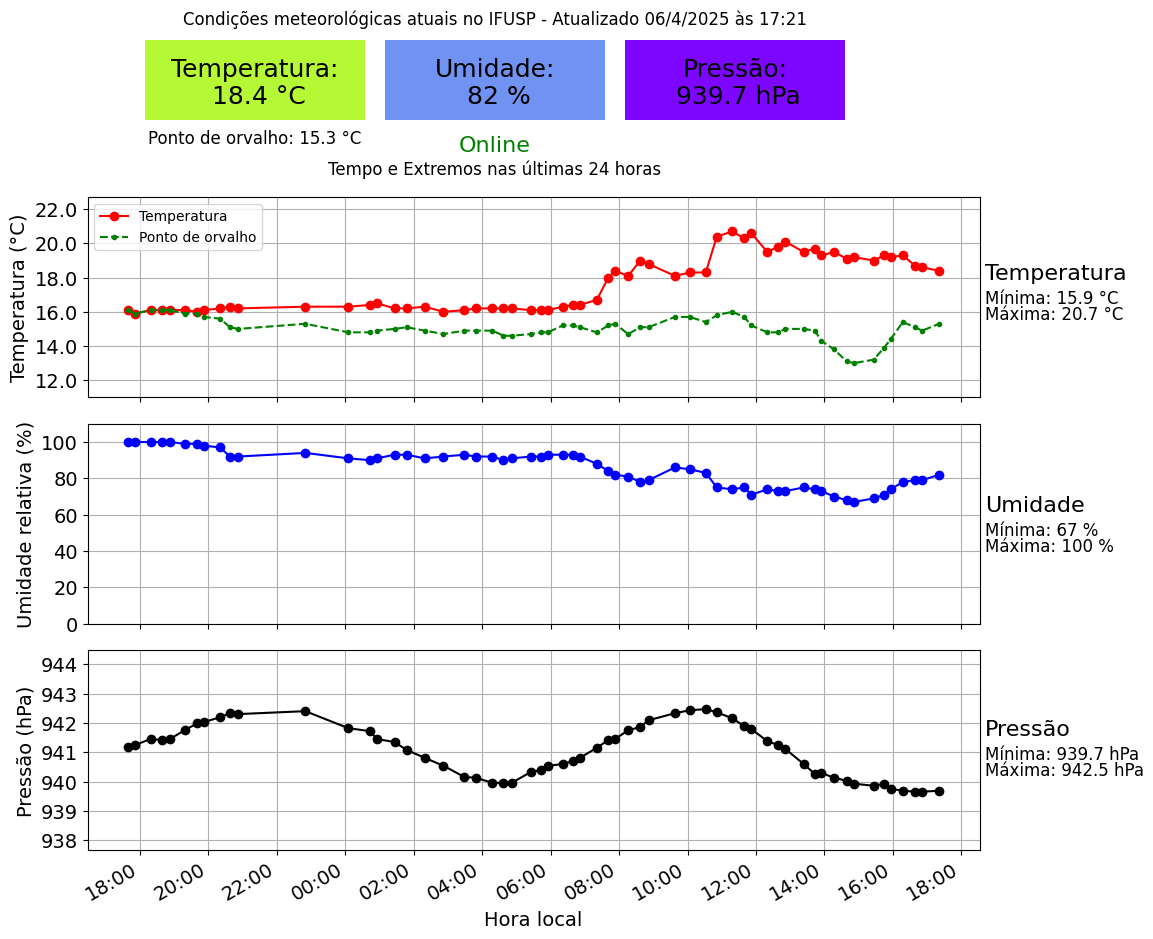 Condições meteorológicas atuais no IFUSP - Atualizado 06/4/2025 às 17:21
Temperatura:
18.4 °C
Umidade:
82 %
Pressão:
939.7 hPa
Ponto de orvalho: 15.3 °C
Online
Tempo e Extremos nas últimas 24 horas
Temperatura (°C)
22.0
20.0
18.0
16.0
14.0
12.0
Temperatura
Ponto de orvalho
Temperatura
Mínima: 15.9 °C
Máxima: 20.7 °C
Umidade relativa (%)
100
80
60
40
20
0
Umidade
Mínima: 67 %
Máxima: 100 %
Pressão (hPa)
944
943
942
941
940
939
938
Pressão
Mínima: 939.7 hPa
Máxima: 942.5 hPa
18:00
20:00
22:00
00:00
02:00
04:00
06:00
08:00
10:00
12:00
14:00
16:00
18:00
Hora local